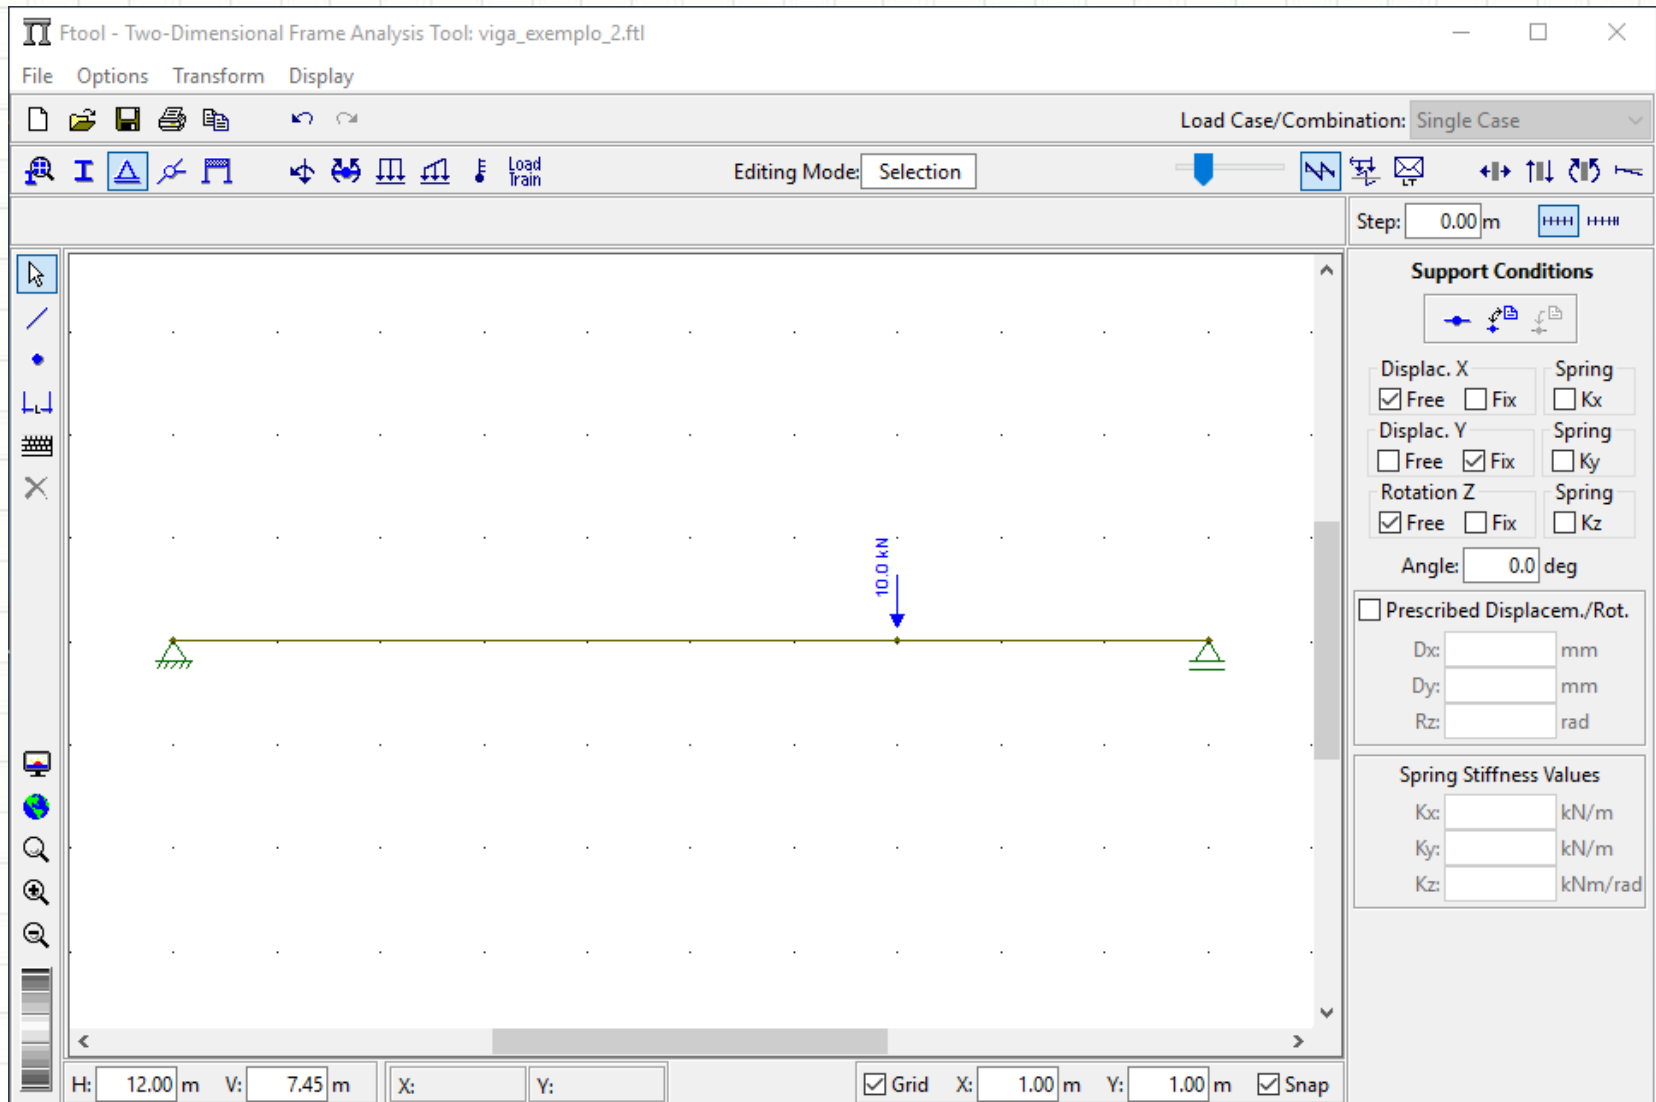 Ftool - Two-Dimensional Frame Analysis Tool: viga_exemplo_2.ftl
File Options Transform Display
Load Case/Combination: Single Case
Load Train
Editing Mode: Selection
LT
Step: 0.00 m
Support Conditions
Displac. X Spring
Free Fix Kx
Displac. Y Spring
Free Fix Ky
Rotation Z Spring
Free Fix Kz
Angle: 0.0 deg
Prescribed Displacem./Rot.
Dx: mm
Dy: mm
Rz: rad
Spring Stiffness Values
Kx: kN/m
Ky: kN/m
Kz: kNm/rad
L
10.0 kN
H: 12.00 m V: 7.45 m X: Y: Grid X: 1.00 m Y: 1.00 m Snap